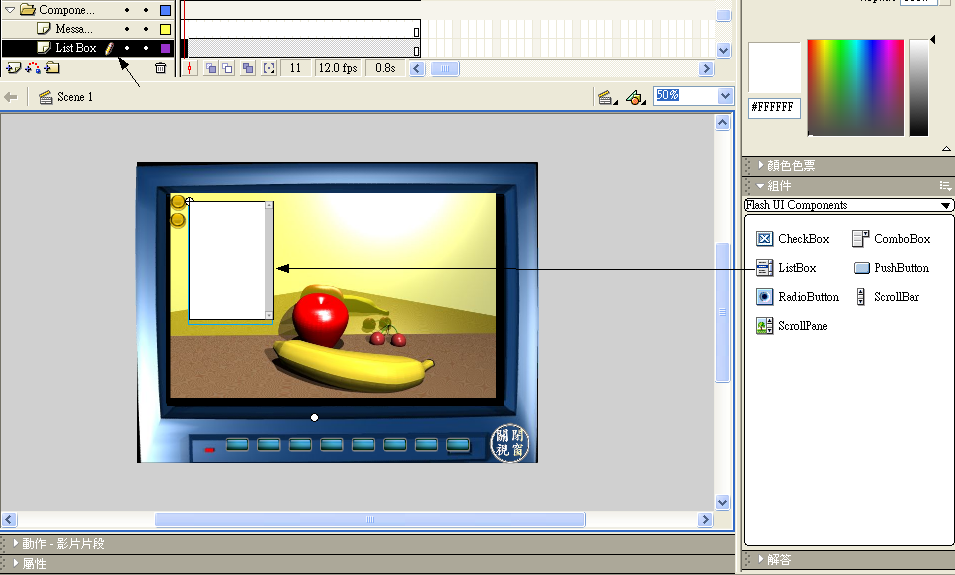 Compone...
Messa...
List Box
11
12.0 fps
0.8s
Scene 1
50%
#FFFFFF
顏色色票
組件
Flash UI Components
CheckBox
ComboBox
ListBox
PushButton
RadioButton
ScrollBar
ScrollPane
關閉
視窗
動作 - 影片片段
屬性
解答